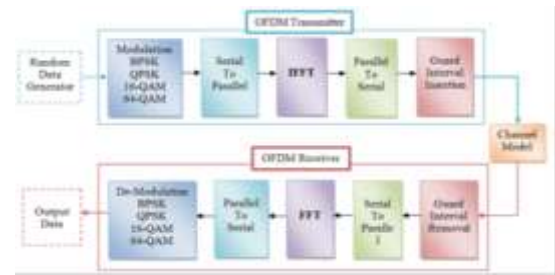 OFDM Transmitter
Random
Data
Generator
Modulation
BPSK
QPSK
16-QAM
64-QAM
Serial
To
Parallel
IFFT
Parallel
To
Serial
Guard
Interval
Insertion
Channel
Model
OFDM Receiver
Output
Data
De-Modulation
BPSK
QPSK
16-QAM
64-QAM
Parallel
To
Serial
FFT
Serial
To
Paralle
l
Guard
Interval
Removal